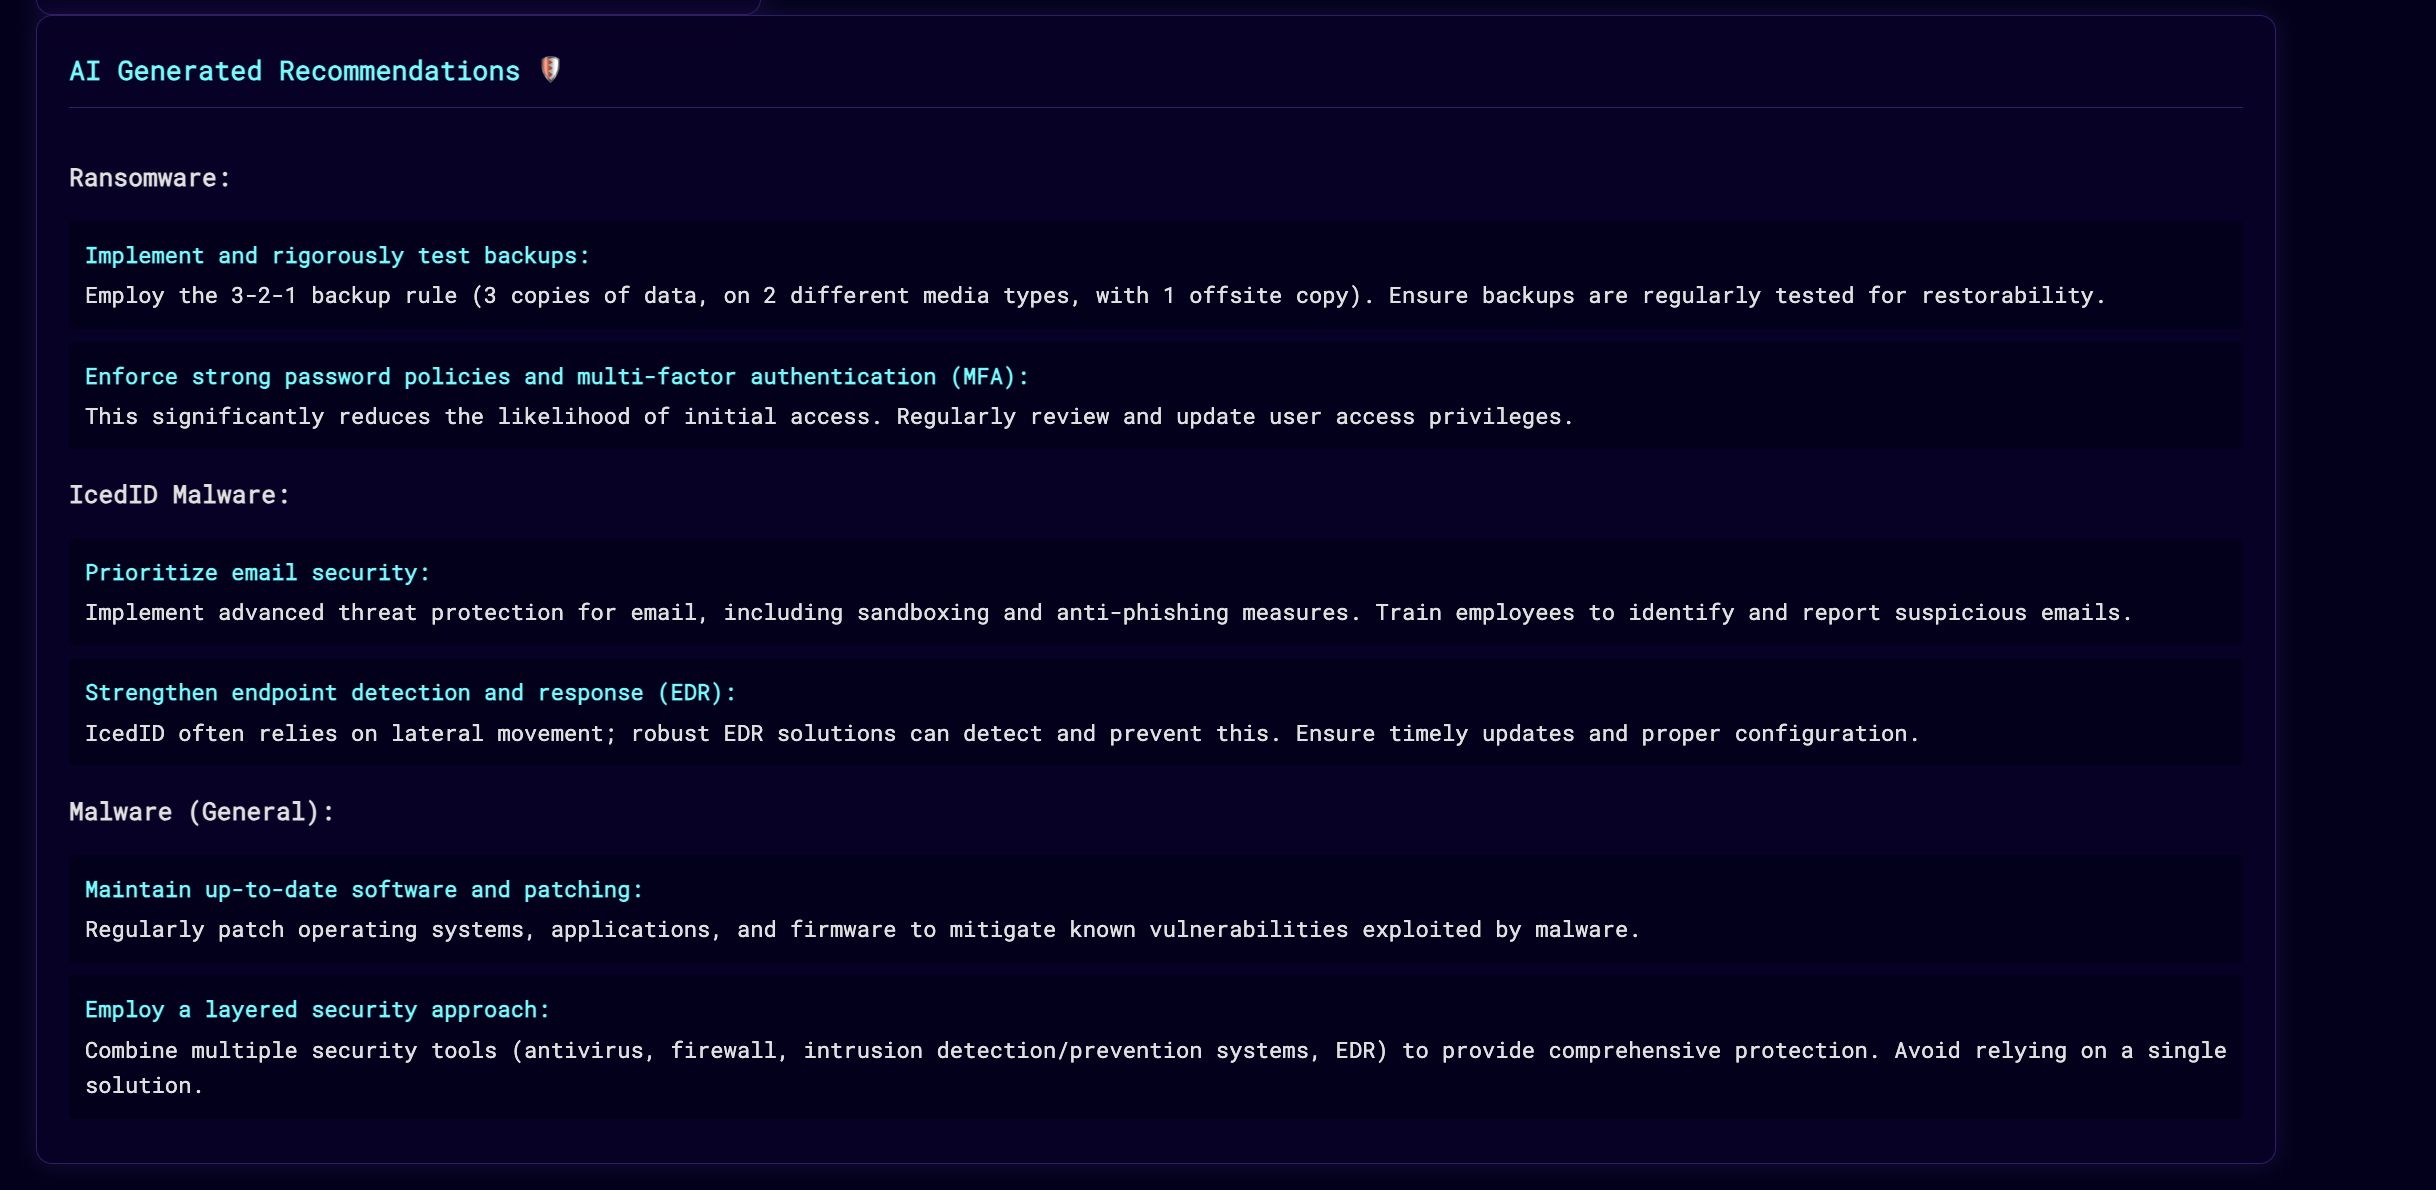 AI Generated Recommendations
Ransomware:
Implement and rigorously test backups:
Employ the 3-2-1 backup rule (3 copies of data, on 2 different media types, with 1 offsite copy). Ensure backups are regularly tested for restorability.
Enforce strong password policies and multi-factor authentication (MFA):
This significantly reduces the likelihood of initial access. Regularly review and update user access privileges.
IcedID Malware:
Prioritize email security:
Implement advanced threat protection for email, including sandboxing and anti-phishing measures. Train employees to identify and report suspicious emails.
Strengthen endpoint detection and response (EDR):
IcedID often relies on lateral movement; robust EDR solutions can detect and prevent this. Ensure timely updates and proper configuration.
Malware (General):
Maintain up-to-date software and patching:
Regularly patch operating systems, applications, and firmware to mitigate known vulnerabilities exploited by malware.
Employ a layered security approach:
Combine multiple security tools (antivirus, firewall, intrusion detection/prevention systems, EDR) to provide comprehensive protection. Avoid relying on a single
solution.